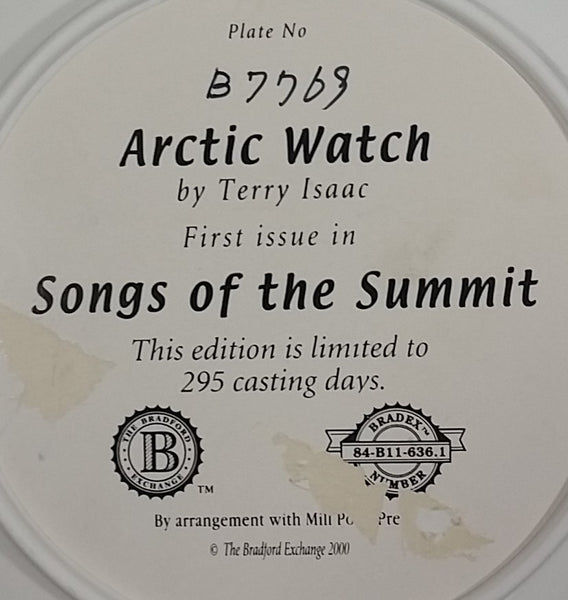 Plate No
B7769
Arctic Watch
by Terry Isaac
First issue in
Songs of the Summit
This edition is limited to
295 casting days.
THE BRADFORD
B
EXCHANGE
TM
BRADEX™
84-B11-636.1
NUMBER
By arrangement with Mill
© The Bradford Exchange 2000